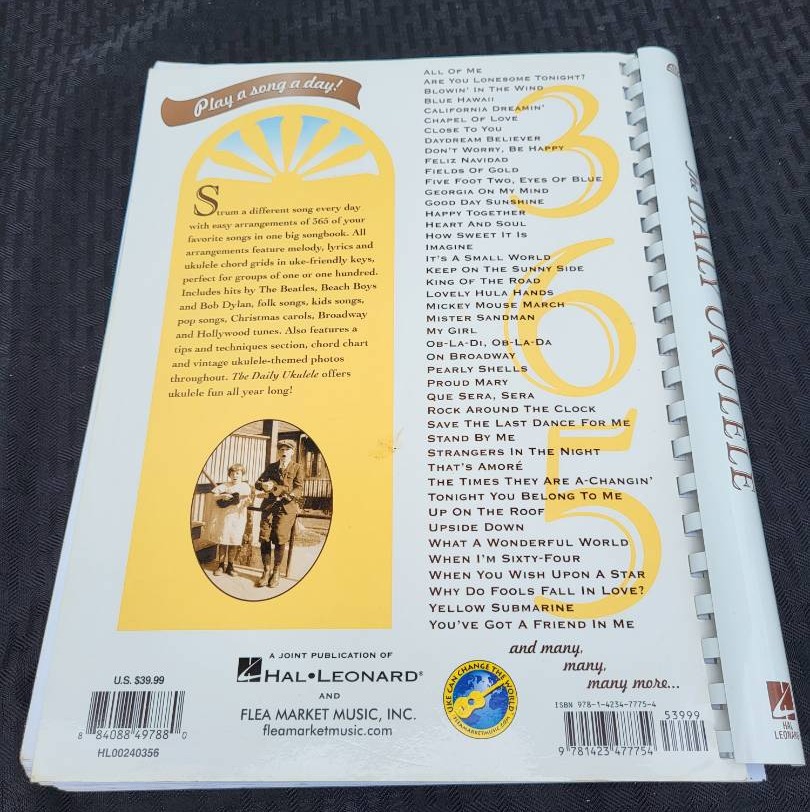 Play a song a day!
Strum a different song every day
with easy arrangements of 365 of your
favorite songs in one big songbook. All
arrangements feature melody, lyrics and
ukulele chord grids in uke-friendly keys,
perfect for groups of one or one hundred.
Includes hits by The Beatles, Beach Boys
and Bob Dylan, folk songs, kids songs,
pop songs, Christmas carols, Broadway
and Hollywood tunes. Also features a
tips and techniques section, chord chart
and vintage ukulele-themed photos
throughout. The Daily Ukulele offers
ukulele fun all year long!
365
ALL OF ME
ARE YOU LONESOME TONIGHT?
BLOWIN' IN THE WIND
BLUE HAWAII
CALIFORNIA DREAMIN'
CHAPEL OF LOVE
CLOSE TO YOU
DAYDREAM BELIEVER
DON'T WORRY, BE HAPPY
FELIZ NAVIDAD
FIELDS OF GOLD
FIVE FOOT TWO, EYES OF BLUE
GEORGIA ON MY MIND
GOOD DAY SUNSHINE
HAPPY TOGETHER
HEART AND SOUL
HOW SWEET IT IS
IMAGINE
IT'S A SMALL WORLD
KEEP ON THE SUNNY SIDE
KING OF THE ROAD
LOVELY HULA HANDS
MICKEY MOUSE MARCH
MISTER SANDMAN
MY GIRL
OB-LA-DI, OB-LA-DA
ON BROADWAY
PEARLY SHELLS
PROUD MARY
QUE SERA, SERA
ROCK AROUND THE CLOCK
SAVE THE LAST DANCE FOR ME
STAND BY ME
STRANGERS IN THE NIGHT
THAT'S AMORÉ
THE TIMES THEY ARE A-CHANGIN'
TONIGHT YOU BELONG TO ME
UP ON THE ROOF
UPSIDE DOWN
WHAT A WONDERFUL WORLD
WHEN I'M SIXTY-FOUR
WHEN YOU WISH UPON A STAR
WHY DO FOOLS FALL IN LOVE?
YELLOW SUBMARINE
YOU'VE GOT A FRIEND IN ME
and many,
many,
many more...
A JOINT PUBLICATION OF
HAL•LEONARD®
AND
FLEA MARKET MUSIC, INC.
fleamarketmusic.com
UKE CAN CHANGE THE WORLD
FLEAMARKETMUSIC.COM
U.S. $39.99
8 84088 49788 0
HL00240356
ISBN 978-1-4234-7775-4
53999
9 781423 477754
the DAILY UKULELE
HAL
LEONARD